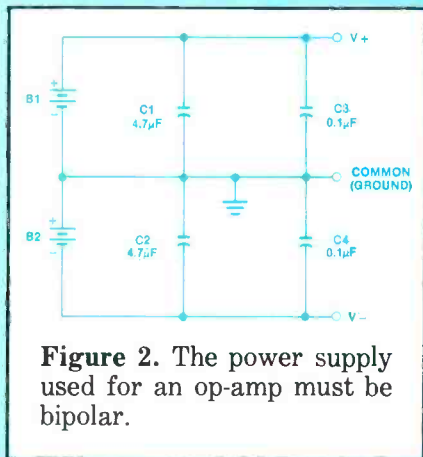 V+
+
B1
-
C1
4.7µF
C3
0.1µF
COMMON
(GROUND)
+
B2
-
C2
4.7µF
C4
0.1µF
V-
Figure 2. The power supply
used for an op-amp must be
bipolar.